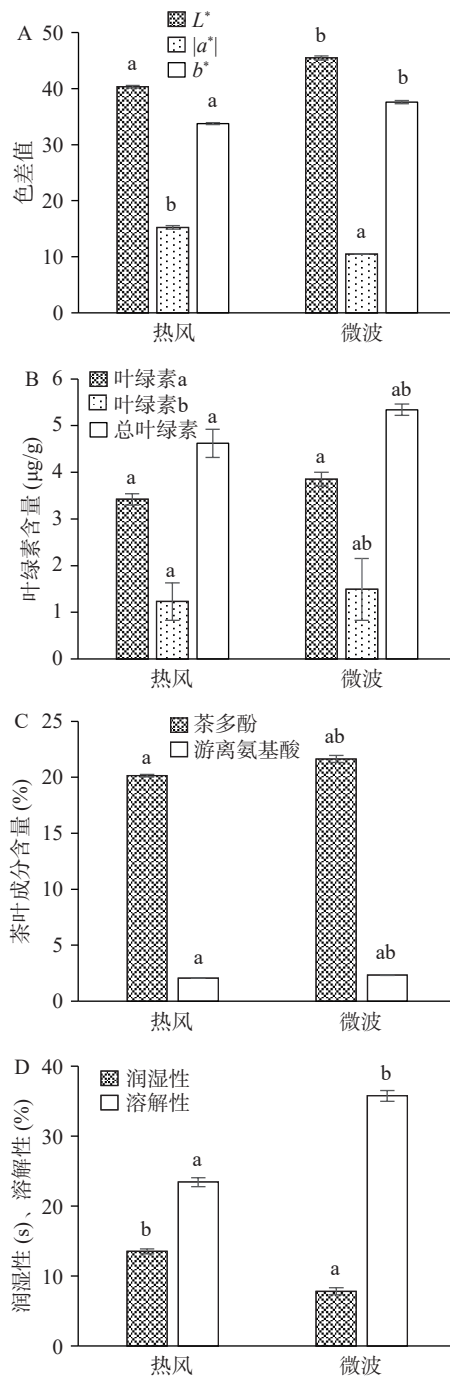 A
L*
|a*|
b*
色差值
50
40
30
20
10
0
a
b
a
b
a
b
热风
微波
B
叶绿素a
叶绿素b
总叶绿素
叶绿素含量 (μg/g)
6
5
4
3
2
1
0
a
a
a
a
ab
ab
热风
微波
C
茶多酚
游离氨基酸
茶叶成分含量 (%)
25
20
15
10
5
0
a
a
ab
ab
热风
微波
D
润湿性
溶解性
润湿性 (s)、溶解性 (%)
40
30
20
10
0
b
a
a
b
热风
微波